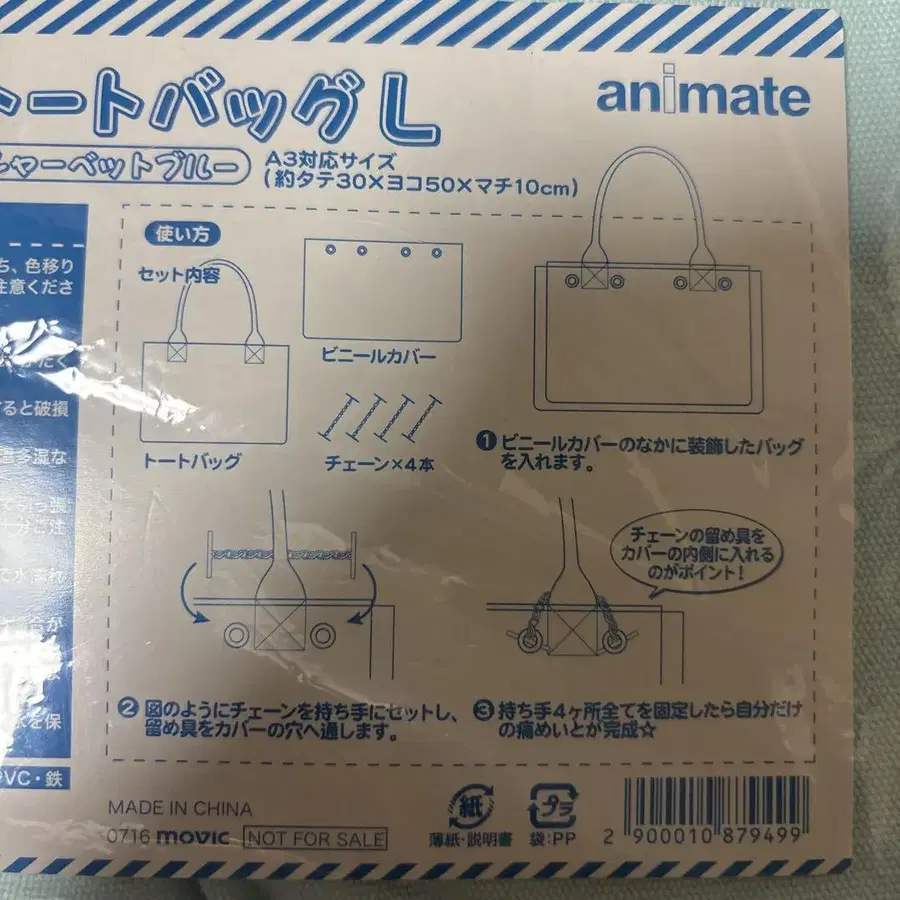 トートバッグL
animate
シャーベットブルー
A3対応サイズ
(約タテ30×ヨコ50×マチ10cm)
ち、色移り
注意くださ
すると破損
温多湿な
VC・鉄
使い方
セット内容
ビニールカバー
トートバッグ
チェーン×4本
❶ビニールカバーのなかに装飾したバッグ
を入れます。
チェーンの留め具を
カバーの内側に入れる
のがポイント!
❷図のようにチェーンを持ち手にセットし、
留め具をカバーの穴へ通します。
❸持ち手4ヶ所全てを固定したら自分だけ
の痛めいとが完成☆
MADE IN CHINA
0716 movic NOT FOR SALE
紙
薄紙・説明書
プラ
袋:PP
2 900010 879499